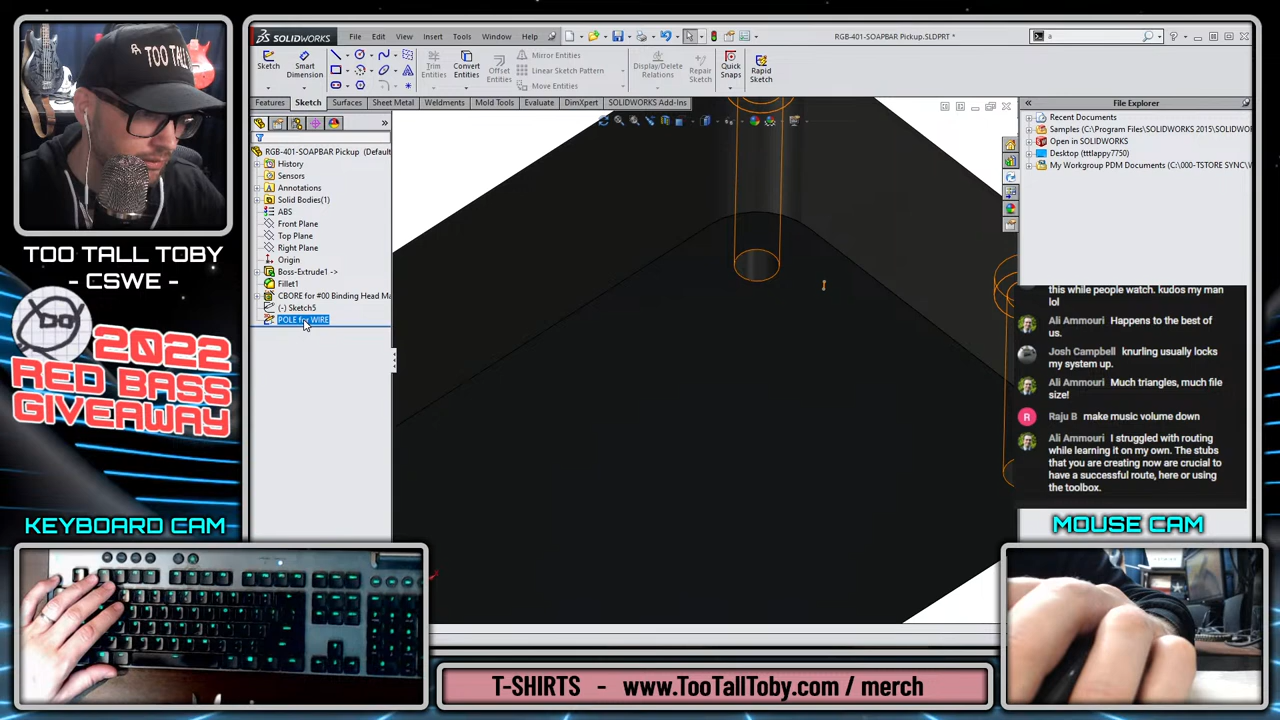 TOO TALL
TOO TALL TOBY
- CSWE -
2022
RED BASS
GIVEAWAY
KEYBOARD CAM
SOLIDWORKS
File Edit View Insert Tools Window Help
RGB-401-SOAPBAR Pickup.SLDPRT *
a
Sketch
Smart
Dimension
Trim
Entities
Convert
Entities
Offset
Entities
Mirror Entities
Linear Sketch Pattern
Move Entities
Display/Delete
Relations
Repair
Sketch
Quick
Snaps
Rapid
Sketch
Features Sketch Surfaces Sheet Metal Weldments Mold Tools Evaluate DimXpert SOLIDWORKS Add-Ins
RGB-401-SOAPBAR Pickup (Default
History
Sensors
Annotations
Solid Bodies(1)
ABS
Front Plane
Top Plane
Right Plane
Origin
Boss-Extrude1 ->
Fillet1
CBORE for #00 Binding Head Ma
(-) Sketch5
POLE for WIRE
File Explorer
Recent Documents
Samples (C:\Program Files\SOLIDWORKS 2015\SOLIDWOR
Open in SOLIDWORKS
Desktop (tttlappy7750)
My Workgroup PDM Documents (C:\000-TSTORE SYNC\W
this while people watch. kudos my man
lol
Ali Ammouri Happens to the best of
us.
Josh Campbell knurling usually locks
my system up.
Ali Ammouri Much triangles, much file
size!
R
Raju B make music volume down
Ali Ammouri I struggled with routing
while learning it on my own. The stubs
that you are creating now are crucial to
have a successful route, here or using
the toolbox.
MOUSE CAM
T-SHIRTS - www.TooTallToby.com / merch